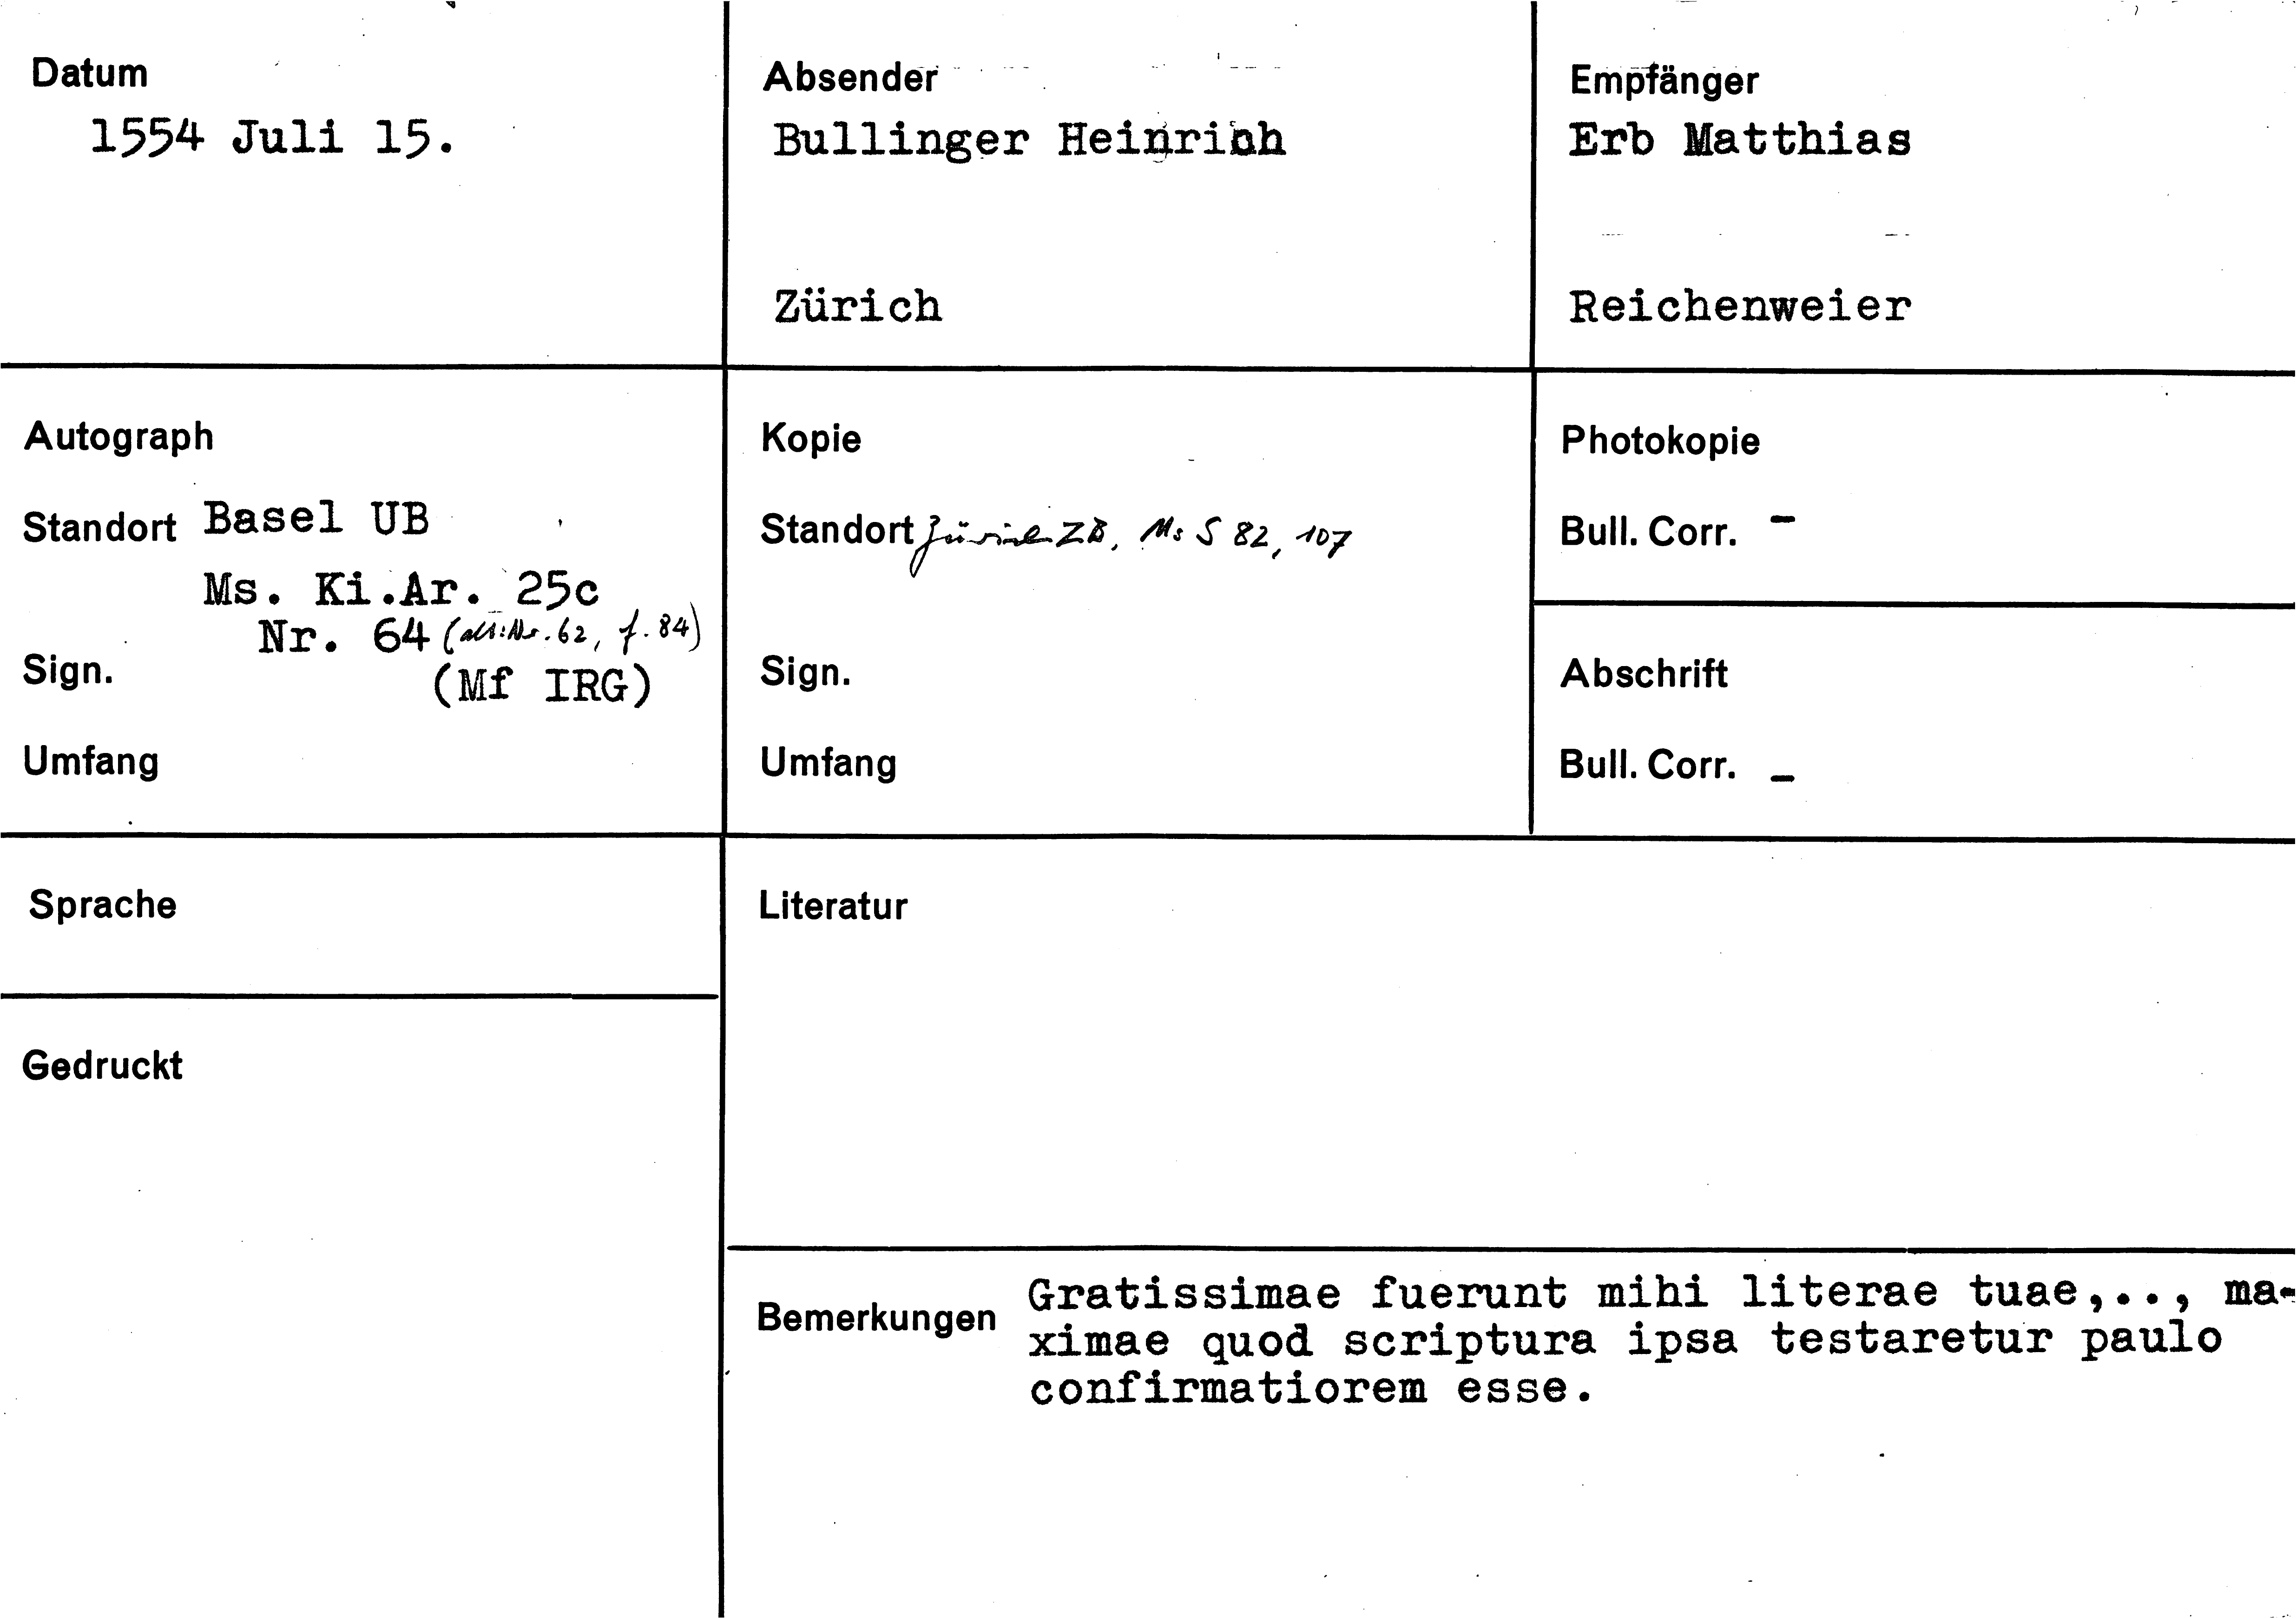 Datum
1554 Juli 15.
Absender
Bullinger Heinrich
Zürich
Empfänger
Erb Matthias
Reichenweier
Autograph
Standort Basel UB
Ms. Ki.Ar. 25c
Nr. 64 (alt: Nr. 62, f. 84)
Sign.
(Mf IRG)
Umfang
Kopie
Standort Zürich ZB, Ms S 82, 107
Sign.
Umfang
Photokopie
Bull. Corr. -
Abschrift
Bull. Corr. -
Sprache
Gedruckt
Literatur
Bemerkungen
Gratissimae fuerunt mihi literae tuae,.., ma-
ximae quod scriptura ipsa testaretur paulo
confirmatiorem esse.